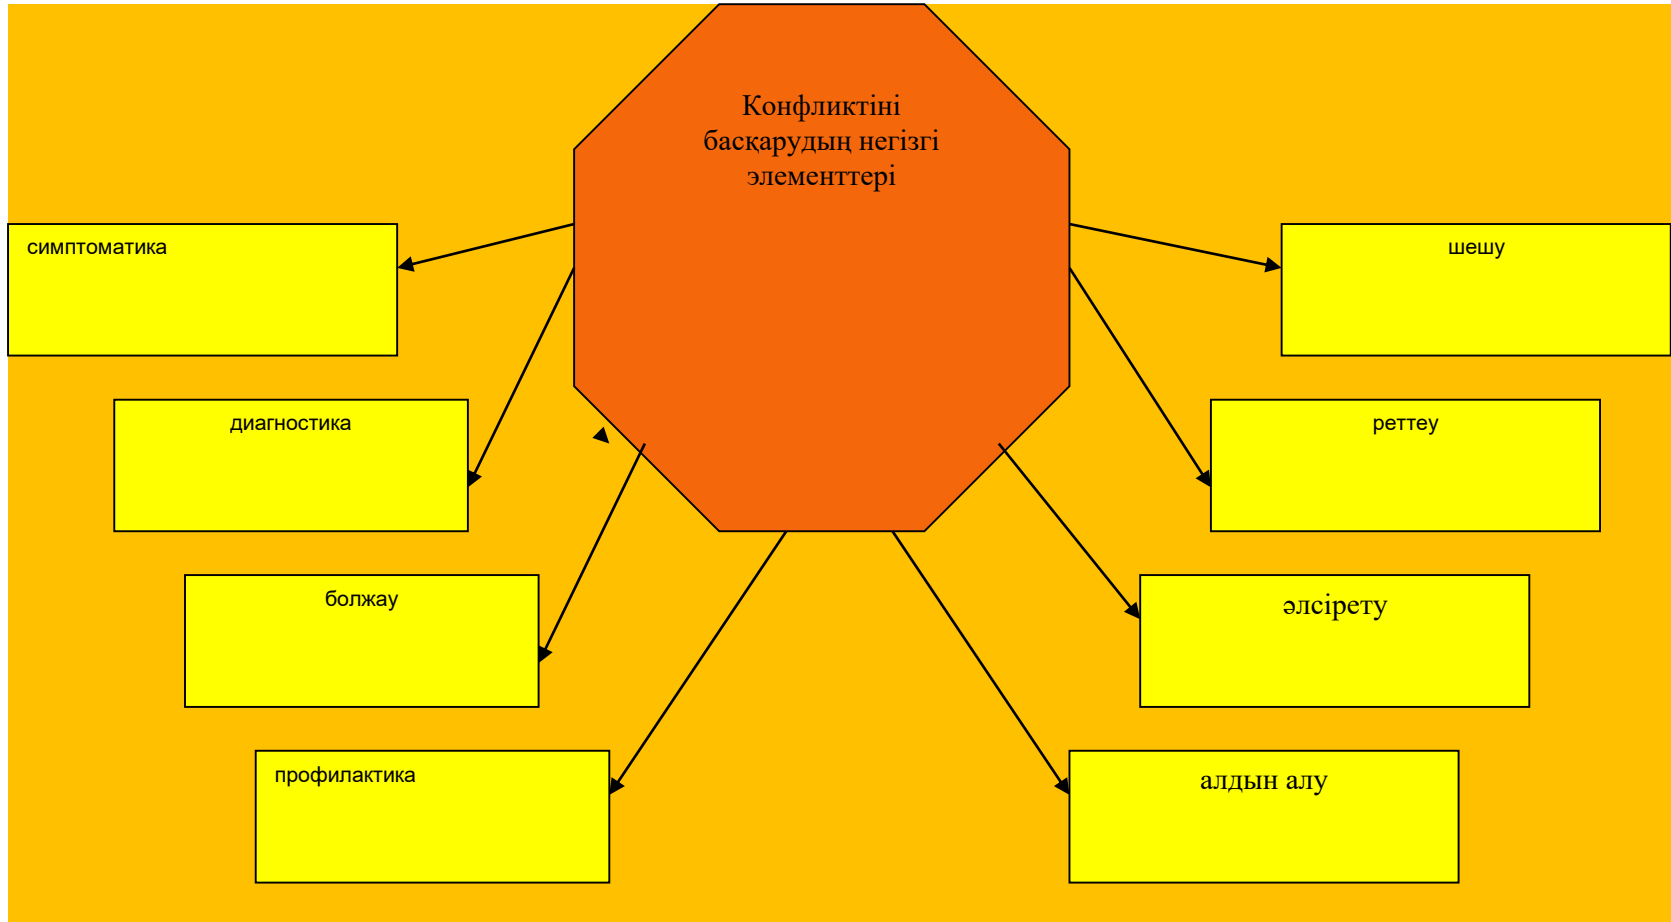 Конфликтіні
басқарудың негізгі
элементтері
симптоматика
шешу
диагностика
реттеу
болжау
әлсірету
профилактика
алдын алу